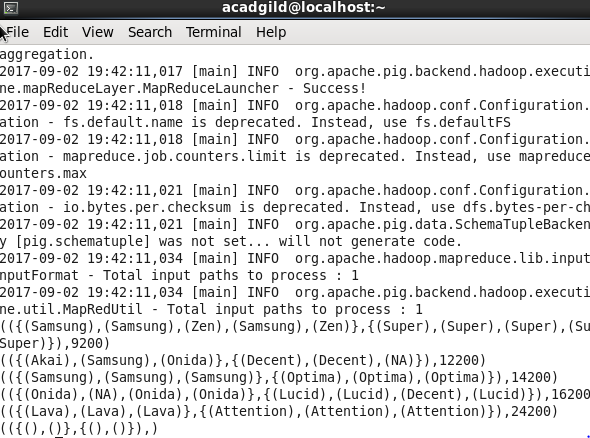 acadgild@localhost:~
File Edit View Search Terminal Help
aggregation.
2017-09-02 19:42:11,017 [main] INFO  org.apache.pig.backend.hadoop.executi
ne.mapReduceLayer.MapReduceLauncher - Success!
2017-09-02 19:42:11,018 [main] INFO  org.apache.hadoop.conf.Configuration.
ation - fs.default.name is deprecated. Instead, use fs.defaultFS
2017-09-02 19:42:11,018 [main] INFO  org.apache.hadoop.conf.Configuration.
ation - mapreduce.job.counters.limit is deprecated. Instead, use mapreduce
ounters.max
2017-09-02 19:42:11,021 [main] INFO  org.apache.hadoop.conf.Configuration.
ation - io.bytes.per.checksum is deprecated. Instead, use dfs.bytes-per-ch
2017-09-02 19:42:11,021 [main] INFO  org.apache.pig.data.SchemaTupleBacken
y [pig.schematuple] was not set... will not generate code.
2017-09-02 19:42:11,034 [main] INFO  org.apache.hadoop.mapreduce.lib.input
nputFormat - Total input paths to process : 1
2017-09-02 19:42:11,034 [main] INFO  org.apache.pig.backend.hadoop.executi
ne.util.MapRedUtil - Total input paths to process : 1
(({(Samsung),(Samsung),(Zen),(Samsung),(Zen)},{(Super),(Super),(Super),(Su
Super)}),9200)
(({(Akai),(Samsung),(Onida)},{(Decent),(Decent),(NA)}),12200)
(({(Samsung),(Samsung),(Samsung)},{(Optima),(Optima),(Optima)}),14200)
(({(Onida),(NA),(Onida),(Onida)},{(Lucid),(Lucid),(Decent),(Lucid)}),16200
(({(Lava),(Lava),(Lava)},{(Attention),(Attention),(Attention)}),24200)
(({(),()},{(),()}),)